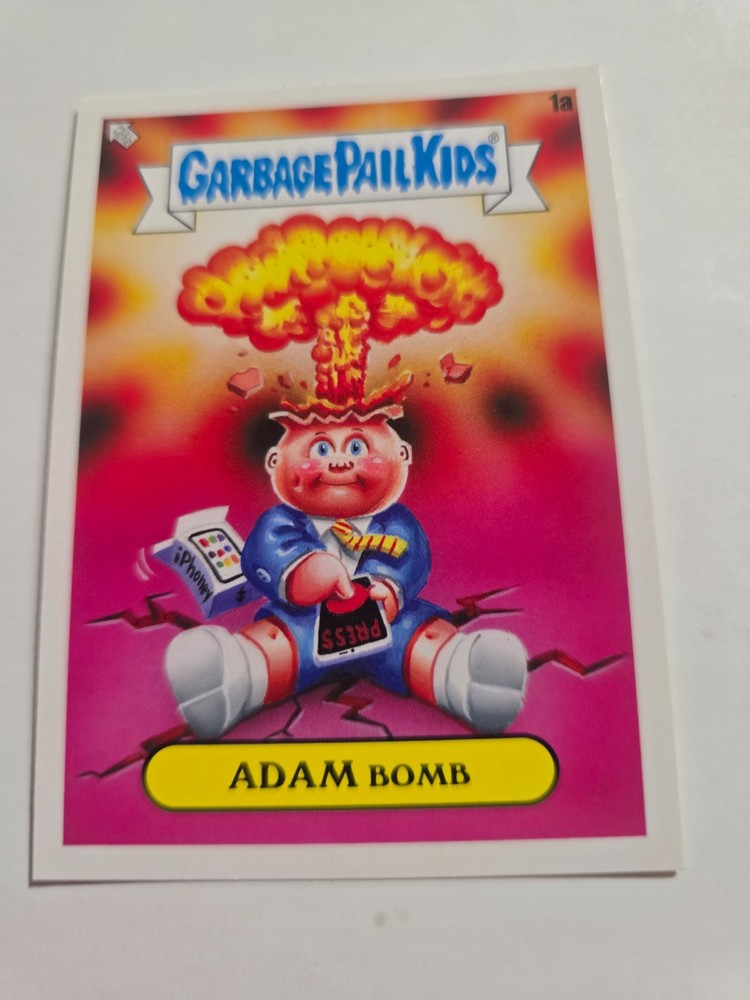 1a
GARBAGE PAIL KIDS®
iPhoney
PRESS
ADAM BOMB